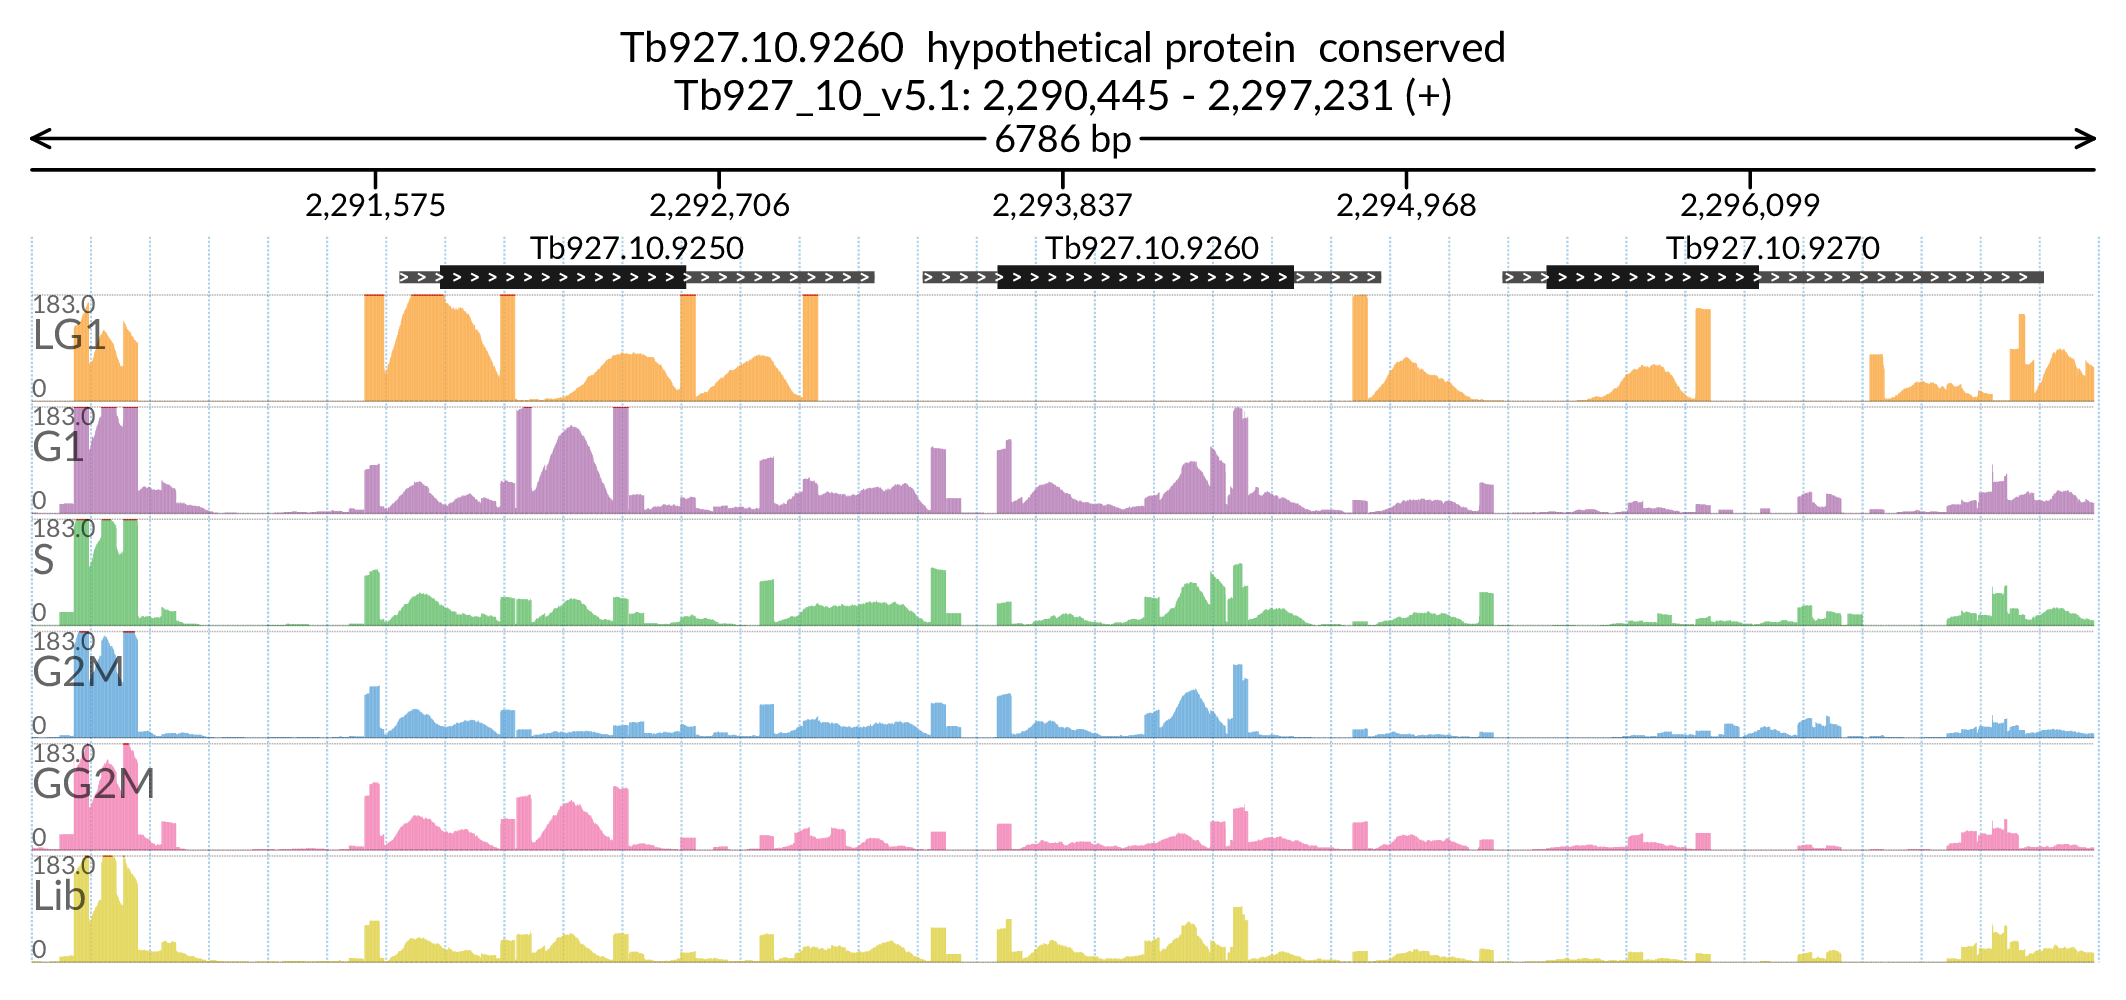 Tb927.10.9260 hypothetical protein conserved
Tb927_10_v5.1: 2,290,445 - 2,297,231 (+)
6786 bp
2,291,575 2,292,706 2,293,837 2,294,968 2,296,099
Tb927.10.9250 Tb927.10.9260 Tb927.10.9270
183.0
LG1
0
183.0
G1
0
183.0
S
0
183.0
G2M
0
183.0
GG2M
0
183.0
Lib
0